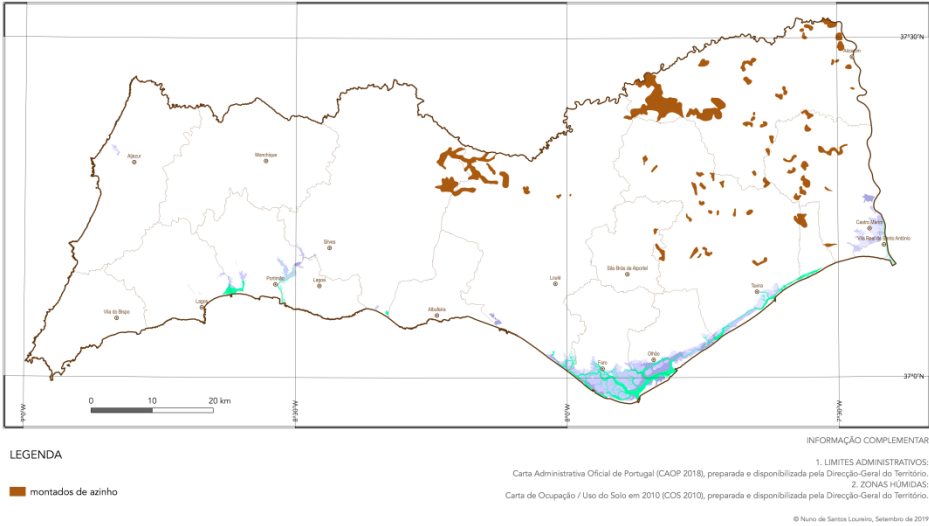 37°30'N
Alcoutim
Aljezur
Monchique
Castro Marim
Vila Real de Santo António
Silves
São Brás de Alportel
Portimão
Lagoa
Loulé
Tavira
Lagos
Vila do Bispo
Albufeira
Faro
Olhão
37°0'N
0 10 20 km
9°0'W
8°30'W
8°0'W
7°30'W
INFORMAÇÃO COMPLEMENTAR
LEGENDA
1. LIMITES ADMINISTRATIVOS:
Carta Administrativa Oficial de Portugal (CAOP 2018), preparada e disponibilizada pela Direcção-Geral do Território.
2. ZONAS HÚMIDAS:
montados de azinho
Carta de Ocupação / Uso do Solo em 2010 (COS 2010), preparada e disponibilizada pela Direcção-Geral do Território.
© Nuno de Santos Loureiro, Setembro de 2019